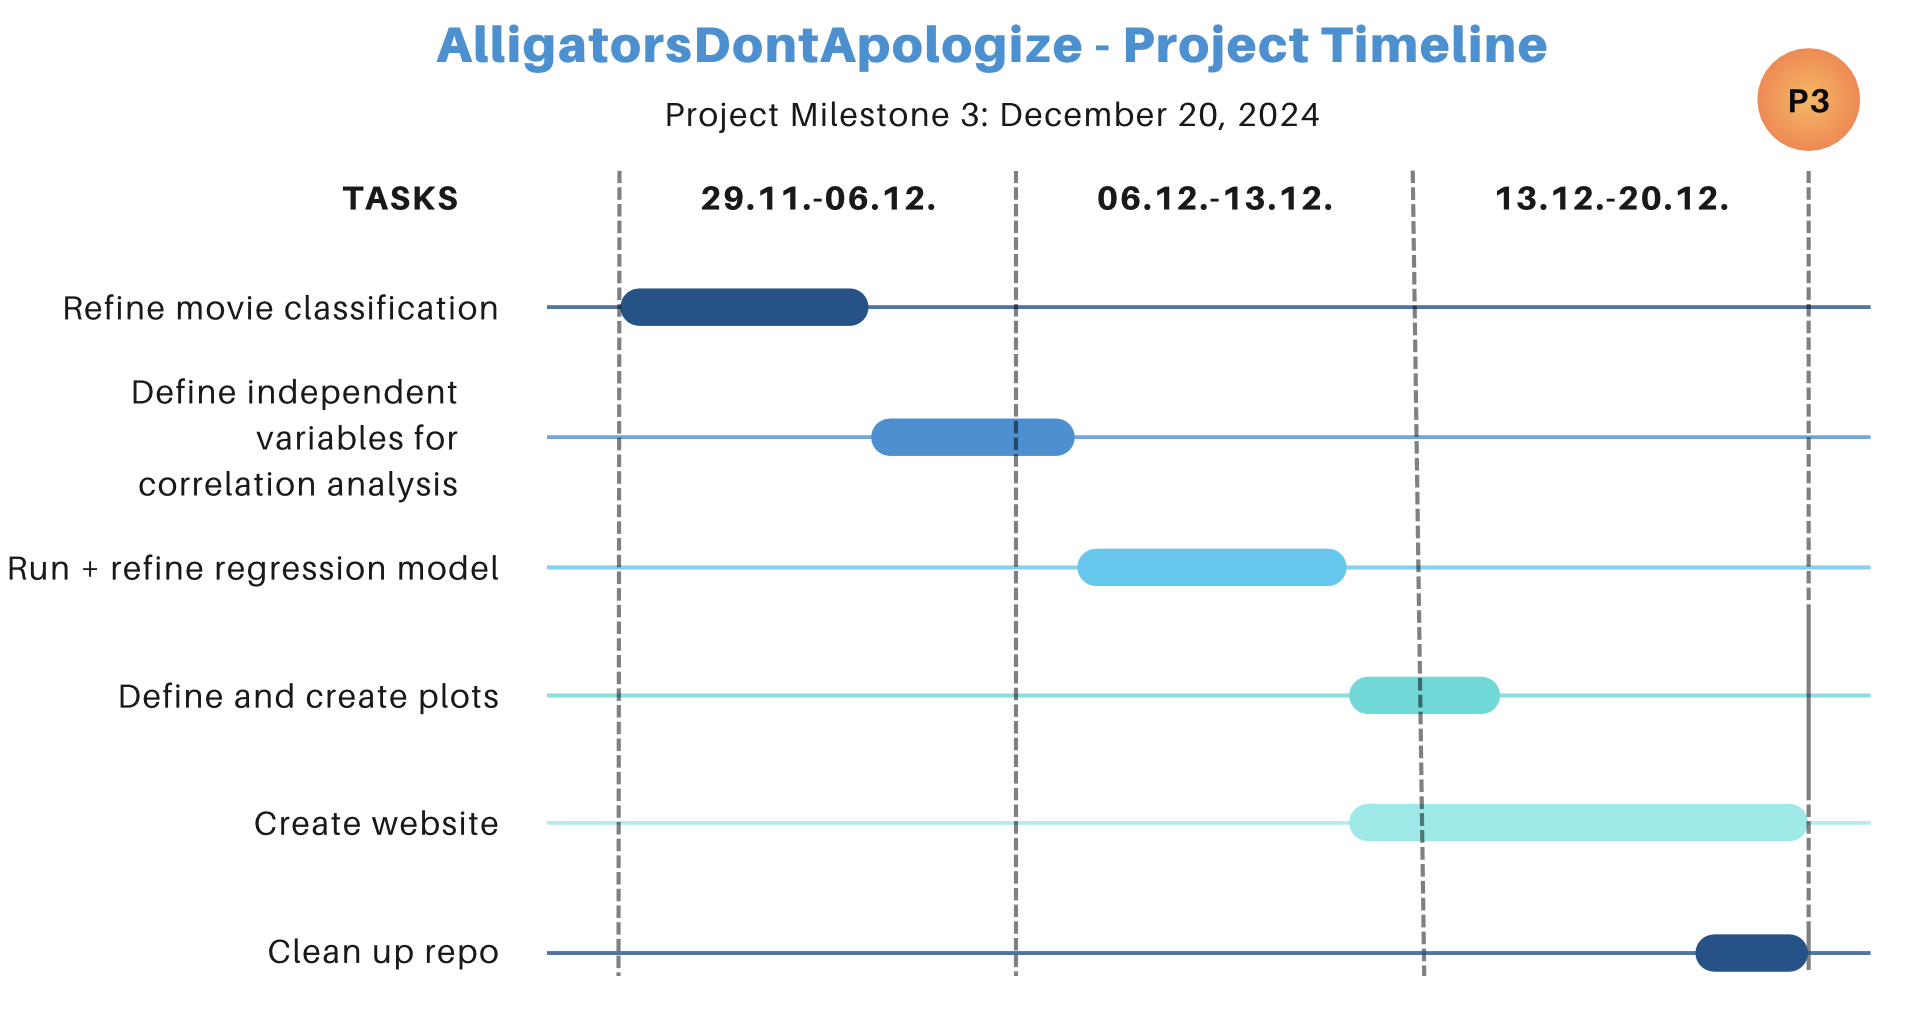 AlligatorsDontApologize - Project Timeline
Project Milestone 3: December 20, 2024
P3
TASKS
29.11.-06.12.
06.12.-13.12.
13.12.-20.12.
Refine movie classification
Define independent
variables for
correlation analysis
Run + refine regression model
Define and create plots
Create website
Clean up repo